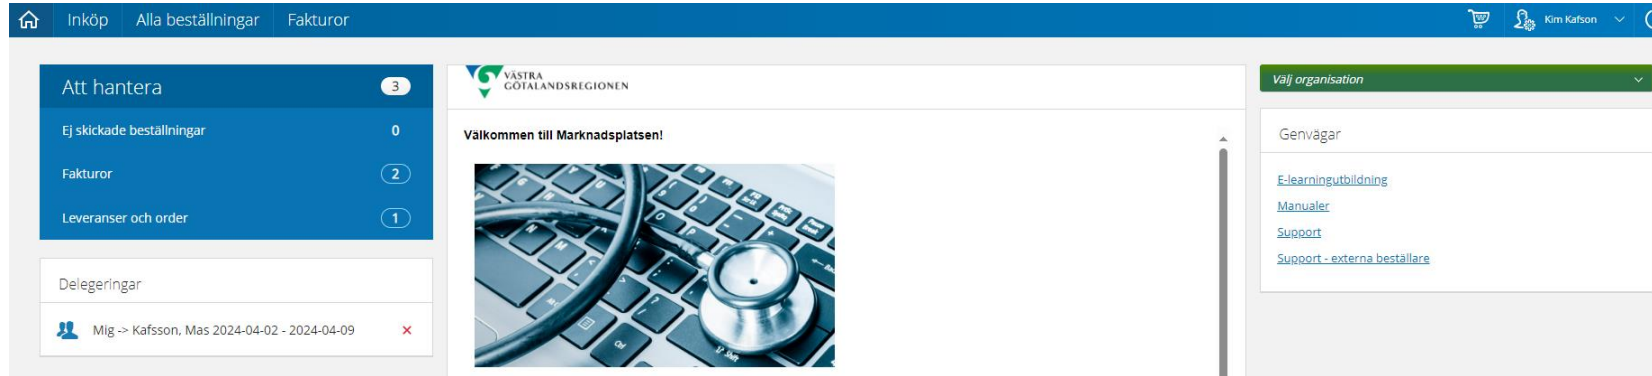 Inköp Alla beställningar Fakturor Kim Kafson
Att hantera 3
Ej skickade beställningar 0
Fakturor 2
Leveranser och order 1
Delegeringar
Mig -> Kafsson, Mas 2024-04-02 - 2024-04-09
VÄSTRA
GÖTALANDSREGIONEN
Välkommen till Marknadsplatsen!
Välj organisation
Genvägar
E-learningutbildning
Manualer
Support
Support - externa beställare